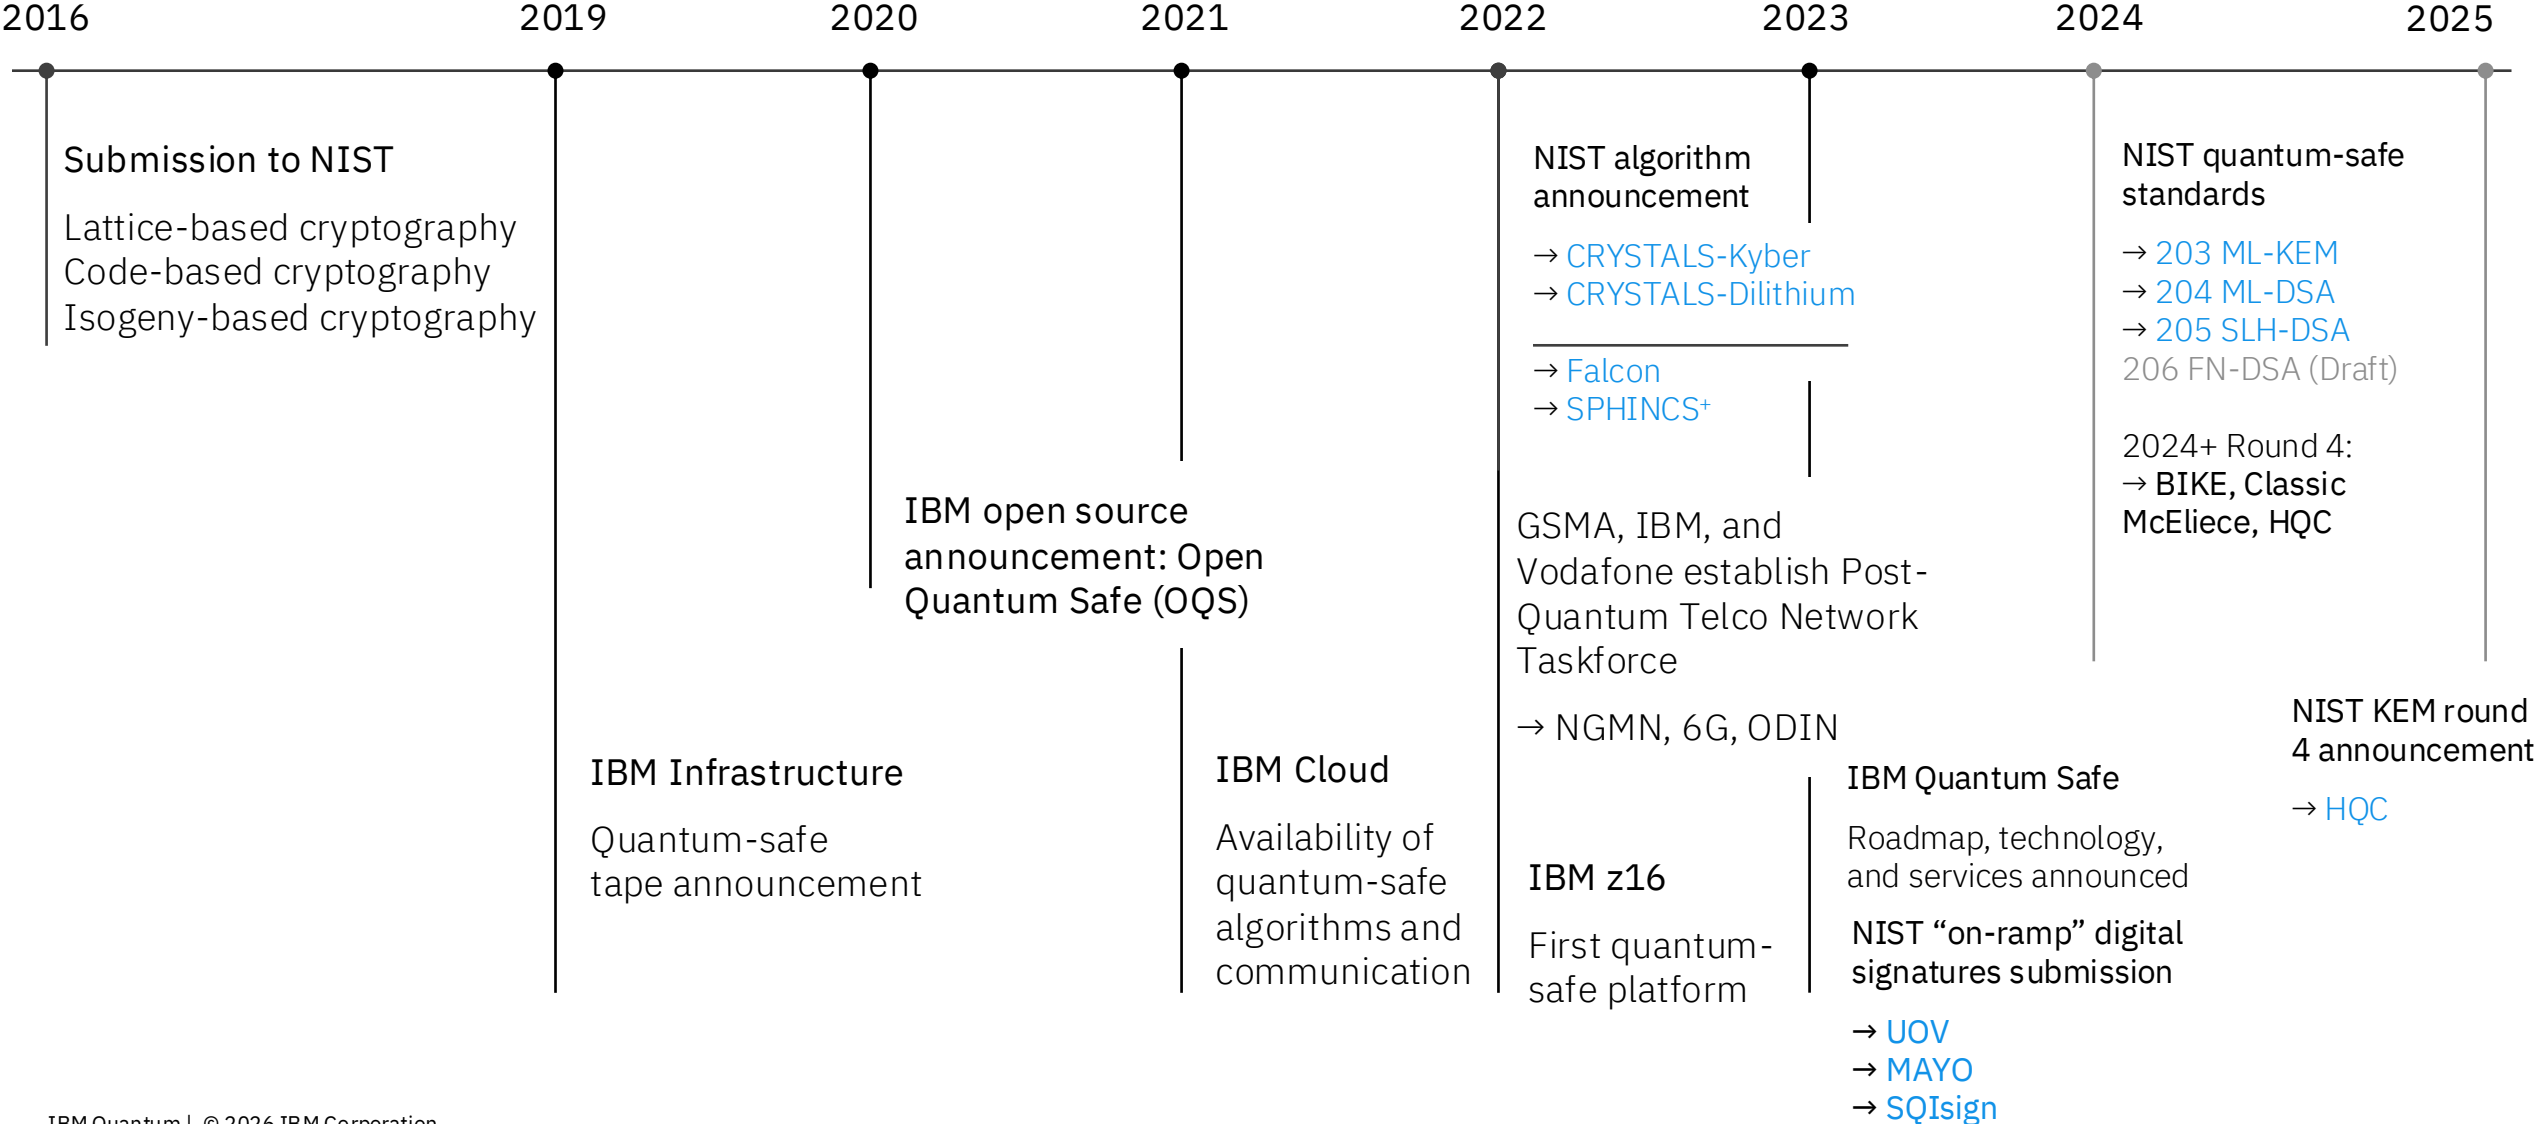 2016
2019
2020
2021
2022
2023
2024
2025
Submission to NIST
Lattice-based cryptography
Code-based cryptography
Isogeny-based cryptography
IBM Infrastructure
Quantum-safe
tape announcement
IBM open source
announcement: Open
Quantum Safe (OQS)
IBM Cloud
Availability of
quantum-safe
algorithms and
communication
NIST algorithm
announcement
→ CRYSTALS-Kyber
→ CRYSTALS-Dilithium
→ Falcon
→ SPHINCS⁺
GSMA, IBM, and
Vodafone establish Post-
Quantum Telco Network
Taskforce
→ NGMN, 6G, ODIN
IBM z16
First quantum-
safe platform
IBM Quantum Safe
Roadmap, technology,
and services announced
NIST “on-ramp” digital
signatures submission
→ UOV
→ MAYO
→ SQIsign
NIST quantum-safe
standards
→ 203 ML-KEM
→ 204 ML-DSA
→ 205 SLH-DSA
206 FN-DSA (Draft)
2024+ Round 4:
→ BIKE, Classic
McEliece, HQC
NIST KEM round
4 announcement
→ HQC
IBM Quantum | © 2026 IBM Corporation